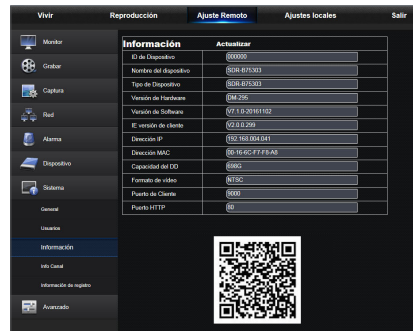 Vivir Reproducción Ajuste Remoto Ajustes locales Salir
Monitor
Grabar
Captura
Red
Alarma
Dispositivo
Sistema
General
Usuarios
Información
Info Canal
Información de registro
Avanzado
Información Actualizar
ID de Dispositivo 000000
Nombre del dispositivo SDR-B75303
Tipo de Dispositivo SDR-B75303
Versión de Hardware DM-295
Versión de Software V7.1.0-20161102
IE versión de cliente V2.0.0.299
Dirección IP 192.168.004.041
Dirección MAC 00-16-6C-F7-F8-A8
Capacidad del DD 698G
Formato de vídeo NTSC
Puerto de Cliente 9000
Puerto HTTP 80